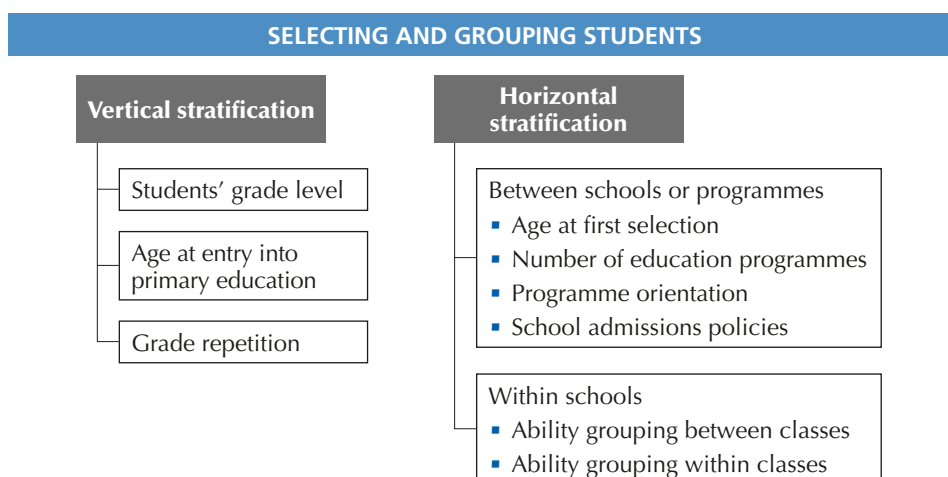 SELECTING AND GROUPING STUDENTS
Vertical stratification
Students’ grade level
Age at entry into
primary education
Grade repetition
Horizontal
stratification
Between schools or programmes
▪ Age at first selection
▪ Number of education programmes
▪ Programme orientation
▪ School admissions policies
Within schools
▪ Ability grouping between classes
▪ Ability grouping within classes